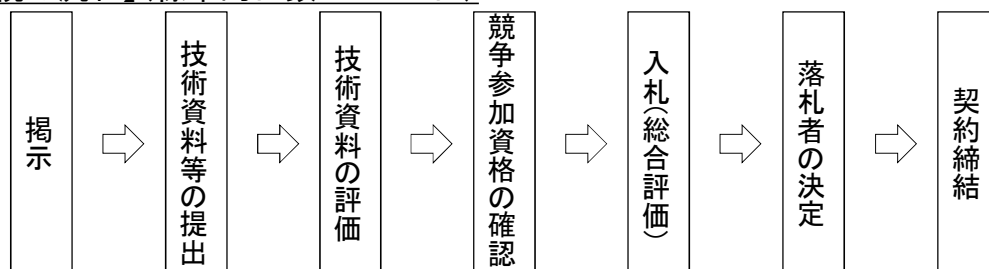 掲示
技術資料等の提出
技術資料の評価
競争参加資格の確認
入札(総合評価)
落札者の決定
契約締結